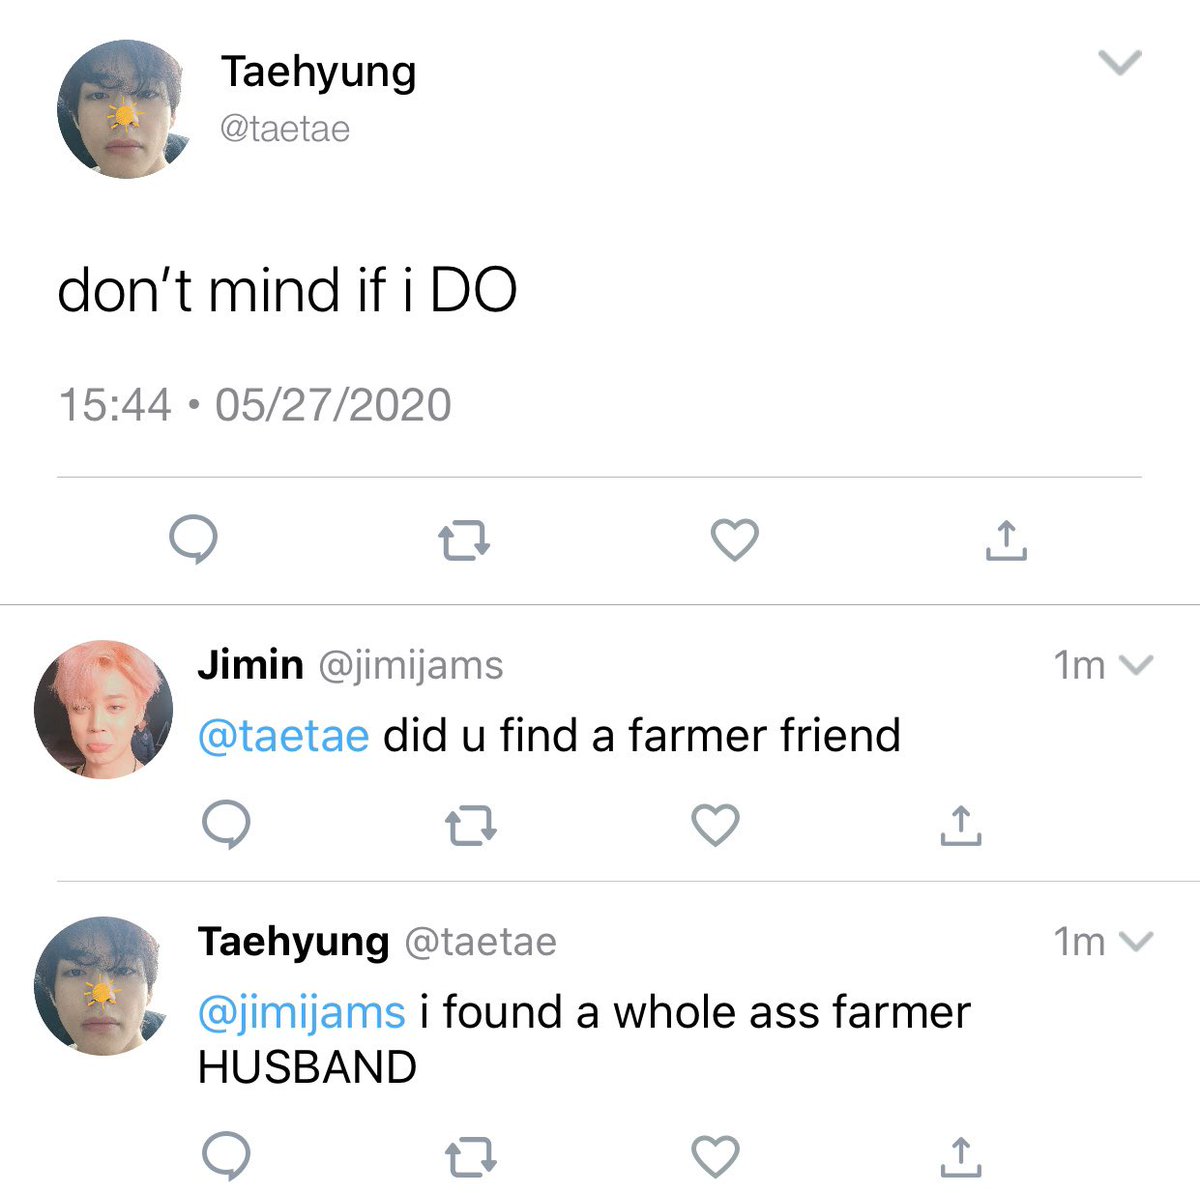 Taehyung
@taetae
don't mind if i DO
15:44 • 05/27/2020
Jimin @jimijams 1m
@taetae did u find a farmer friend
Taehyung @taetae 1m
@jimijams i found a whole ass farmer
HUSBAND